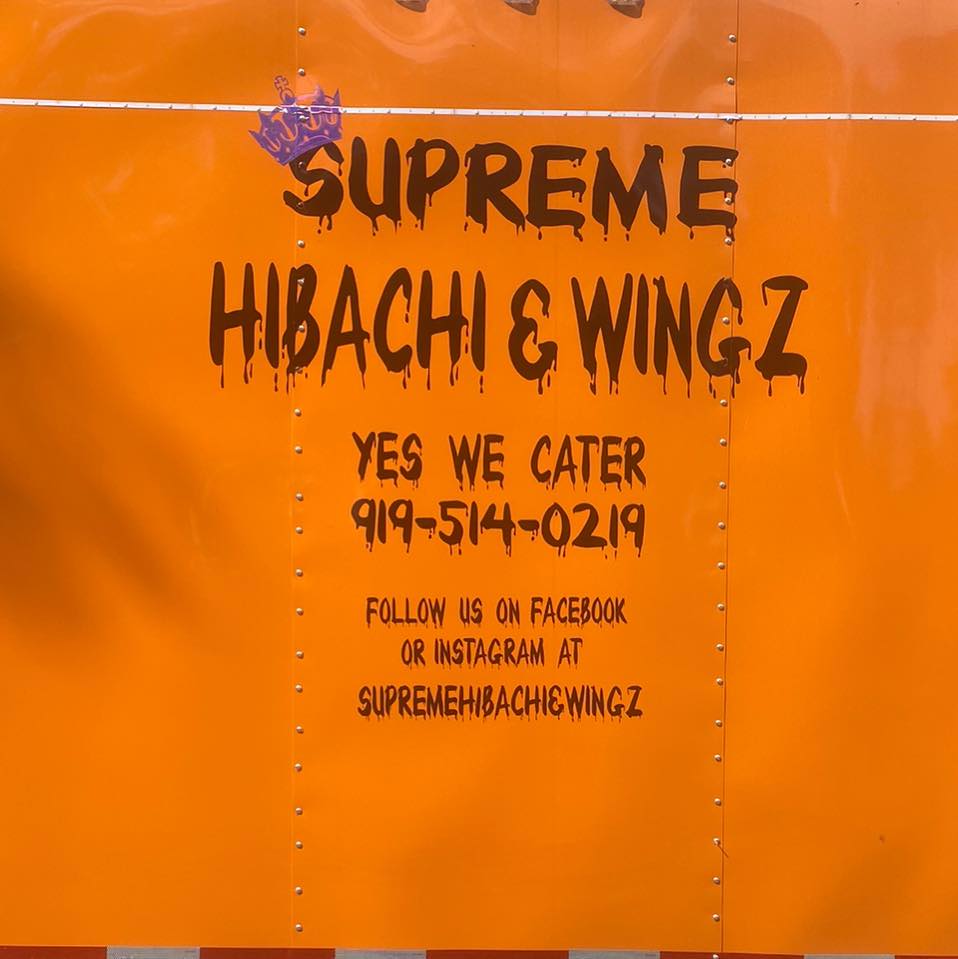 SUPREME
HIBACHI & WINGZ
YES WE CATER
919-514-0219
FOLLOW US ON FACEBOOK
OR INSTAGRAM AT
SUPREMEHIBACHI&WINGZ